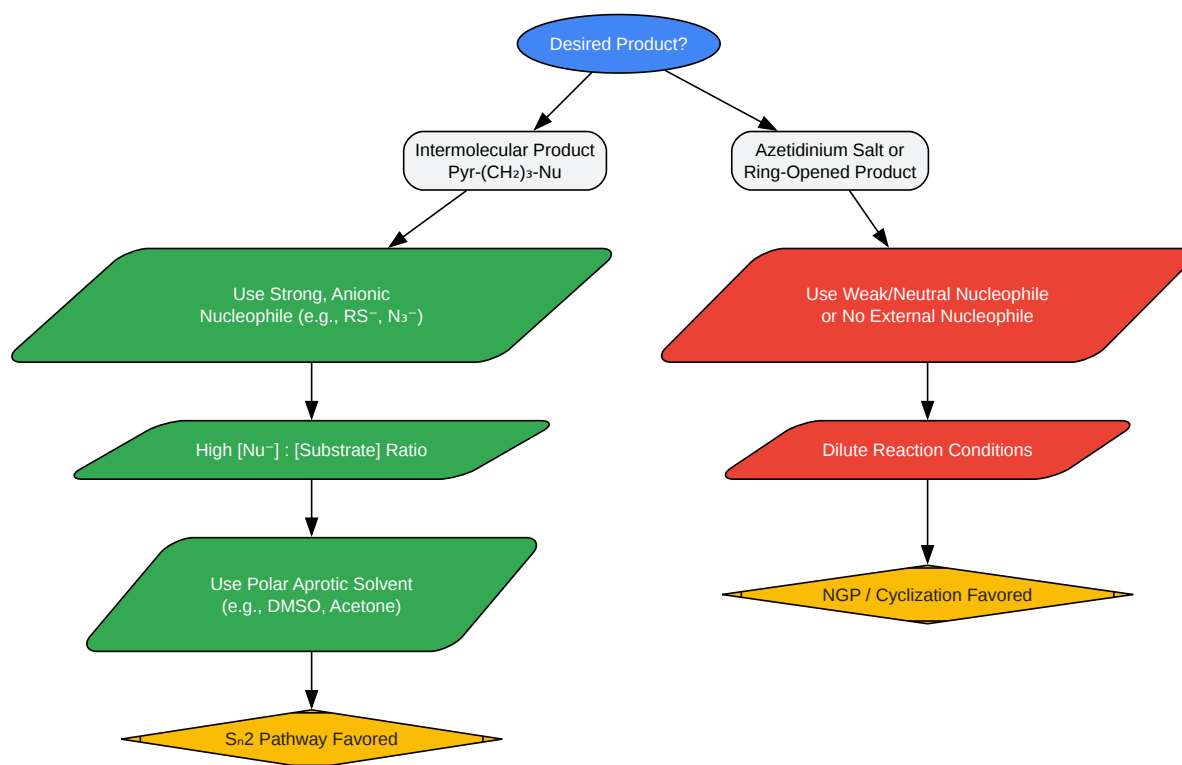 Desired Product?
Intermolecular Product
Pyr-(CH₂)₃-Nu
Azetidinium Salt or
Ring-Opened Product
Use Strong, Anionic
Nucleophile (e.g., RS⁻, N₃⁻)
Use Weak/Neutral Nucleophile
or No External Nucleophile
High [Nu⁻] : [Substrate] Ratio
Dilute Reaction Conditions
Use Polar Aprotic Solvent
(e.g., DMSO, Acetone)
NGP / Cyclization Favored
Sₙ2 Pathway Favored